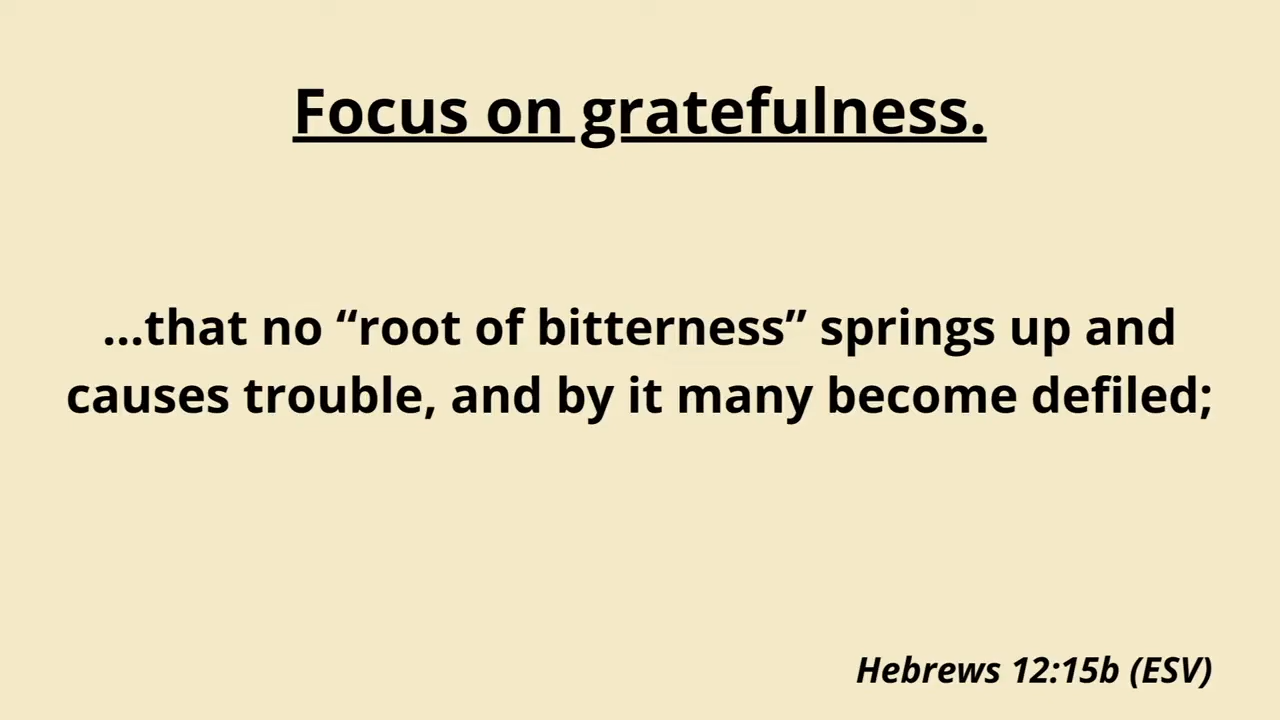 Focus on gratefulness.
...that no “root of bitterness” springs up and
causes trouble, and by it many become defiled;
Hebrews 12:15b (ESV)